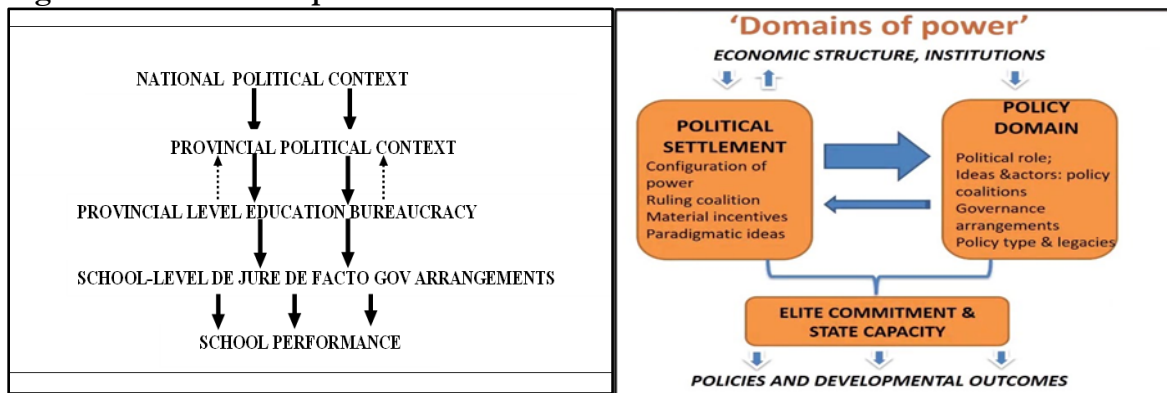 NATIONAL POLITICAL CONTEXT
PROVINCIAL POLITICAL CONTEXT
PROVINCIAL LEVEL EDUCATION BUREAUCRACY
SCHOOL-LEVEL DE JURE DE FACTO GOV ARRANGEMENTS
SCHOOL PERFORMANCE
'Domains of power'
ECONOMIC STRUCTURE, INSTITUTIONS
POLITICAL
SETTLEMENT
Configuration of
power
Ruling coalition
Material incentives
Paradigmatic ideas
POLICY
DOMAIN
Political role;
Ideas &actors: policy
coalitions
Governance
arrangements
Policy type & legacies
ELITE COMMITMENT &
STATE CAPACITY
POLICIES AND DEVELOPMENTAL OUTCOMES